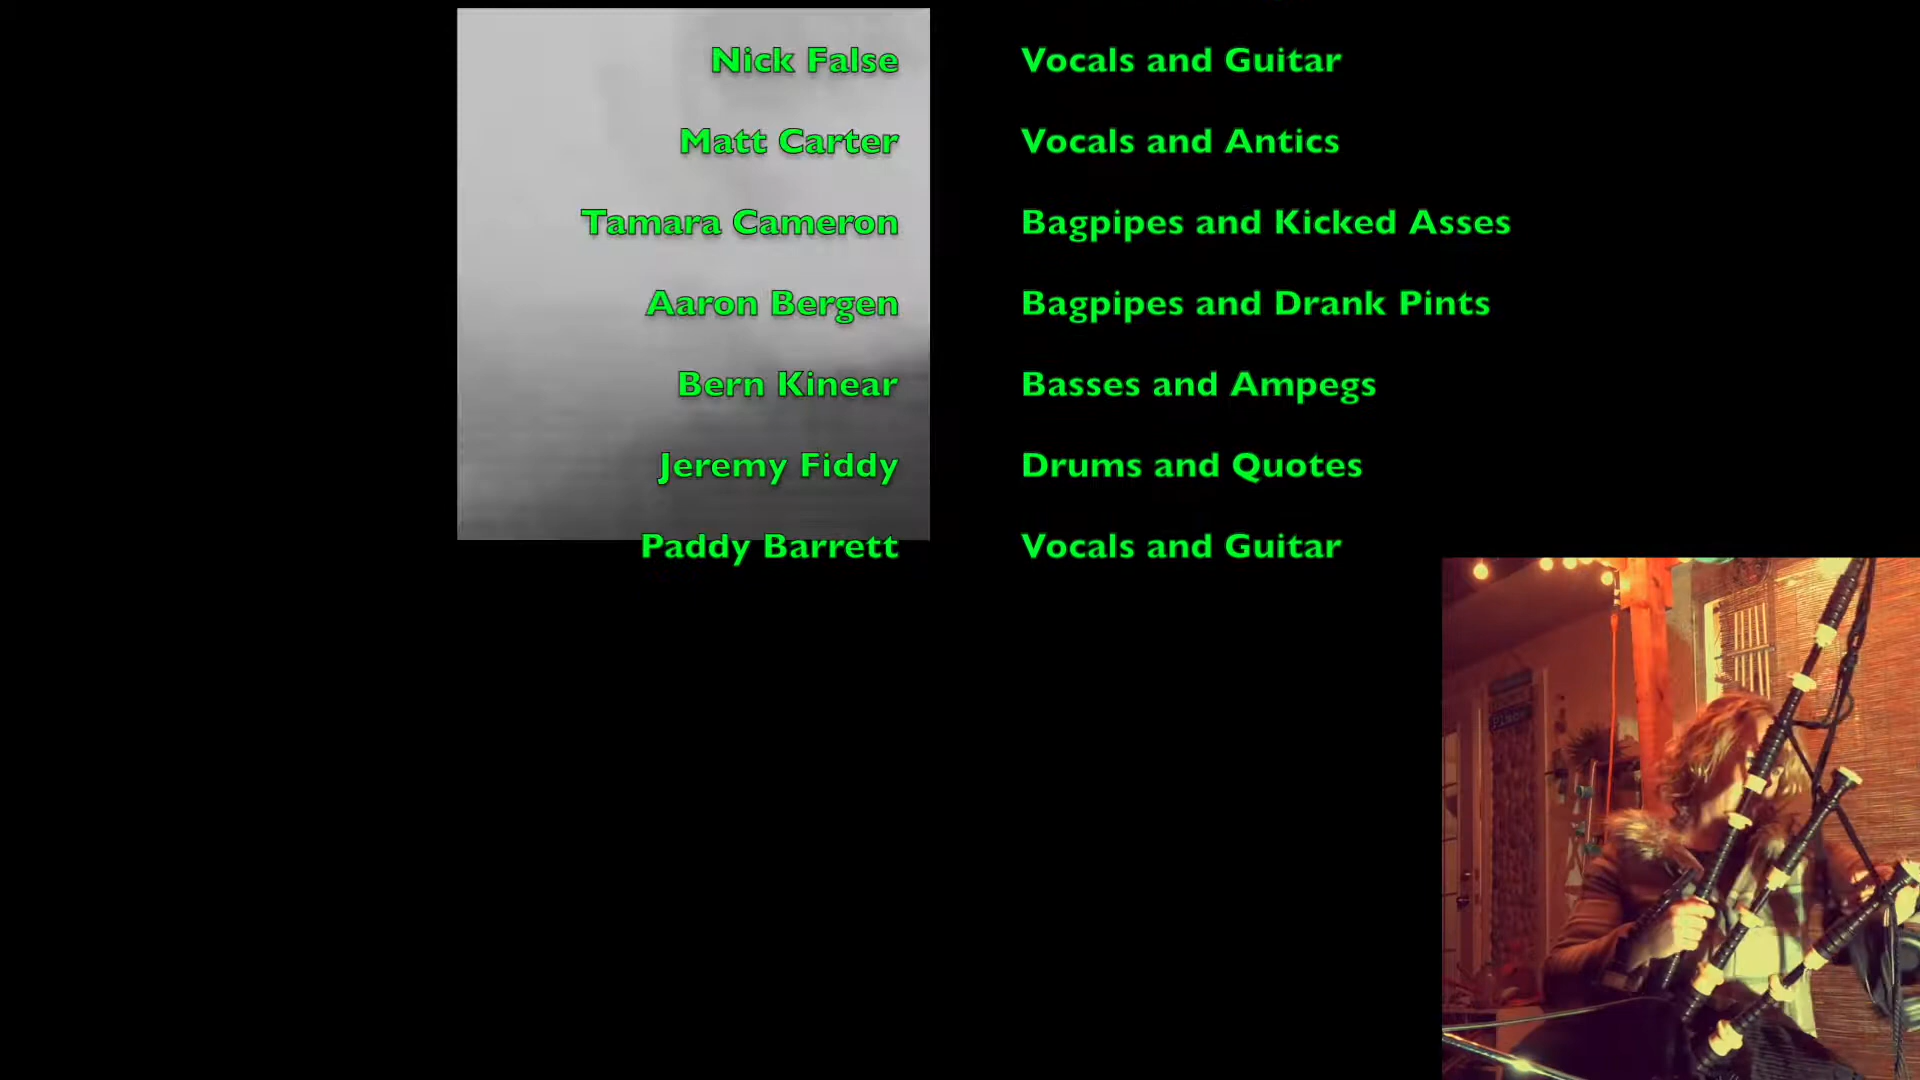 Nick False Vocals and Guitar
Matt Carter Vocals and Antics
Tamara Cameron Bagpipes and Kicked Asses
Aaron Bergen Bagpipes and Drank Pints
Bern Kinear Basses and Ampegs
Jeremy Fiddy Drums and Quotes
Paddy Barrett Vocals and Guitar